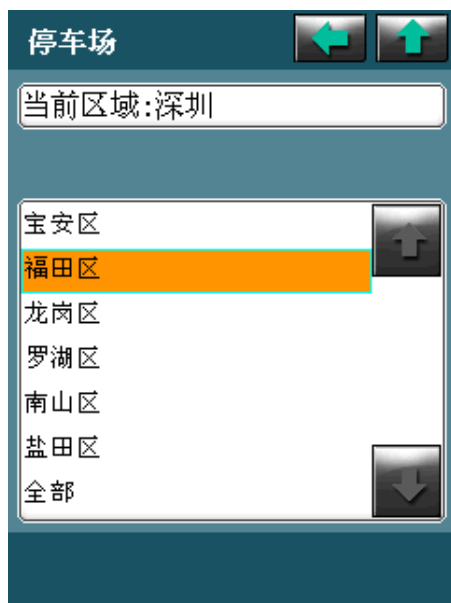 停车场
当前区域:深圳
宝安区
福田区
龙岗区
罗湖区
南山区
盐田区
全部